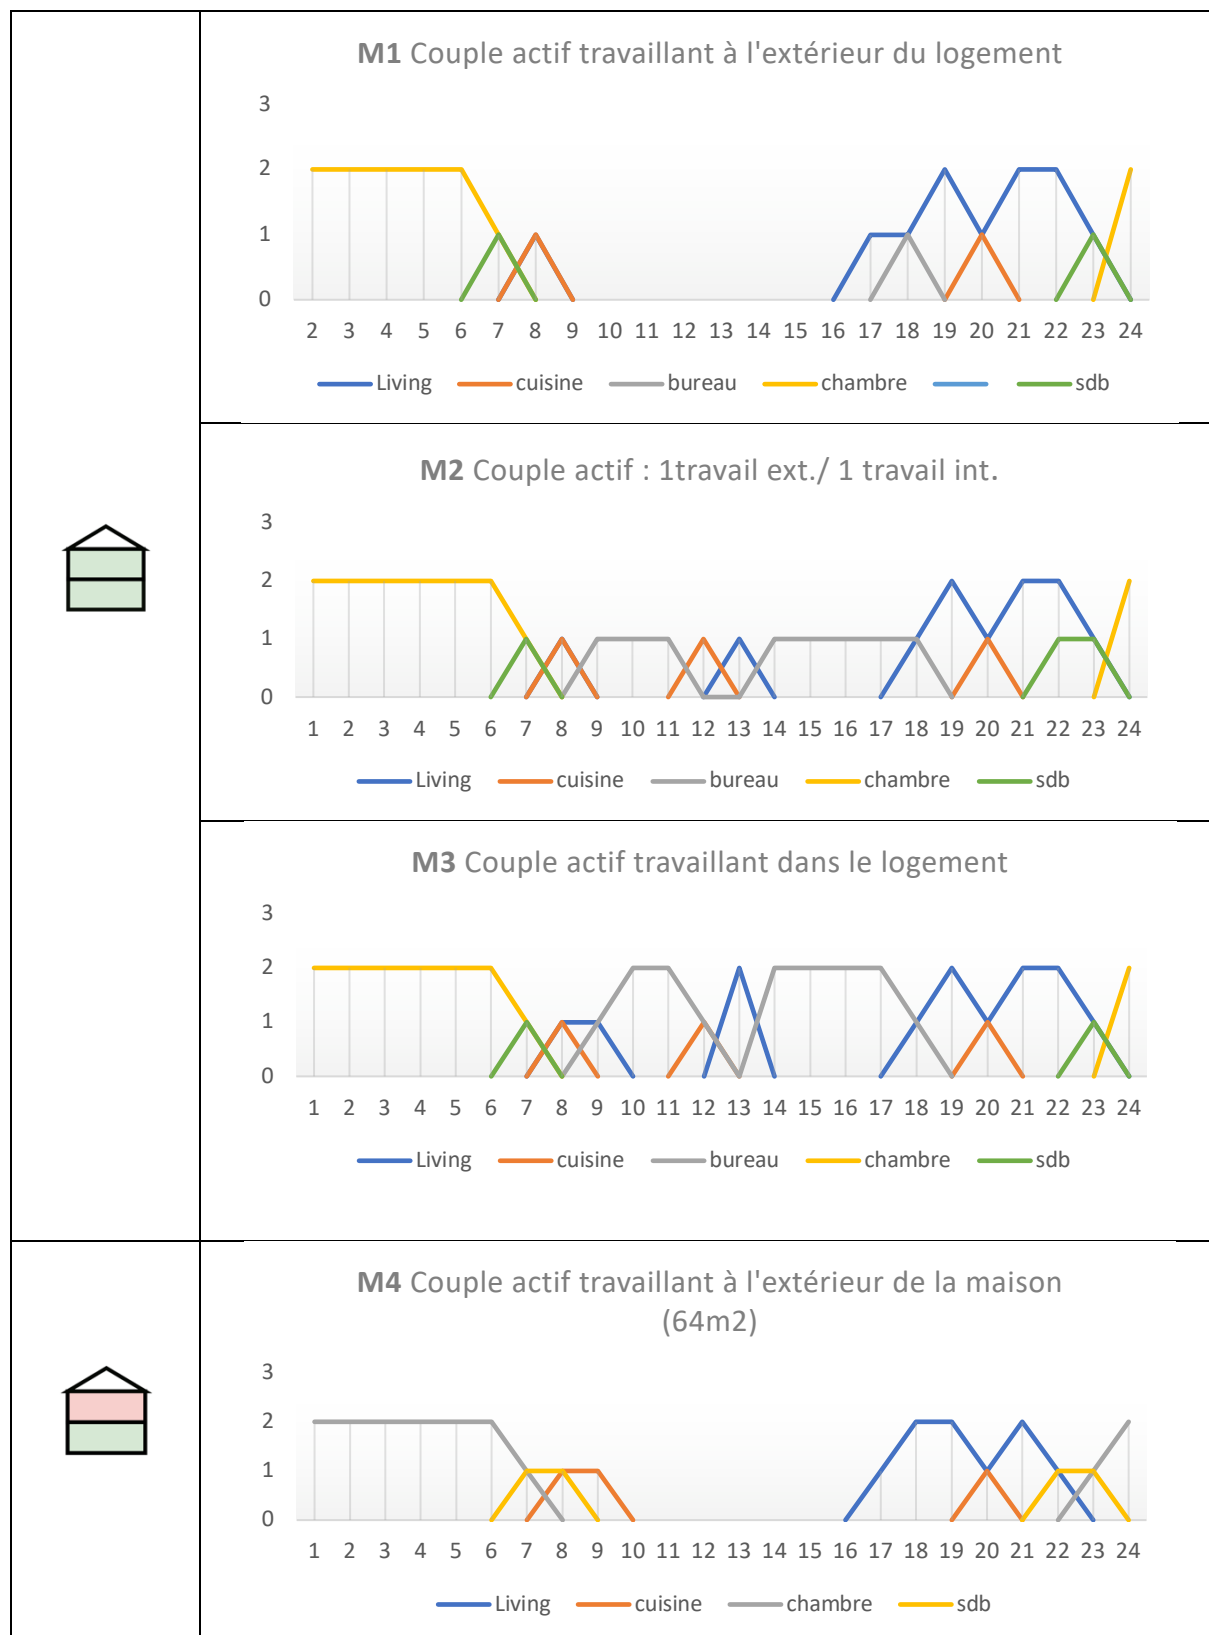 M1 Couple actif travaillant à l'extérieur du logement
3
2
1
0
2 3 4 5 6 7 8 9 10 11 12 13 14 15 16 17 18 19 20 21 22 23 24
Living cuisine bureau chambre sdb
M2 Couple actif : 1travail ext./ 1 travail int.
3
2
1
0
1 2 3 4 5 6 7 8 9 10 11 12 13 14 15 16 17 18 19 20 21 22 23 24
Living cuisine bureau chambre sdb
M3 Couple actif travaillant dans le logement
3
2
1
0
1 2 3 4 5 6 7 8 9 10 11 12 13 14 15 16 17 18 19 20 21 22 23 24
Living cuisine bureau chambre sdb
M4 Couple actif travaillant à l'extérieur de la maison
(64m2)
3
2
1
0
1 2 3 4 5 6 7 8 9 10 11 12 13 14 15 16 17 18 19 20 21 22 23 24
Living cuisine chambre sdb